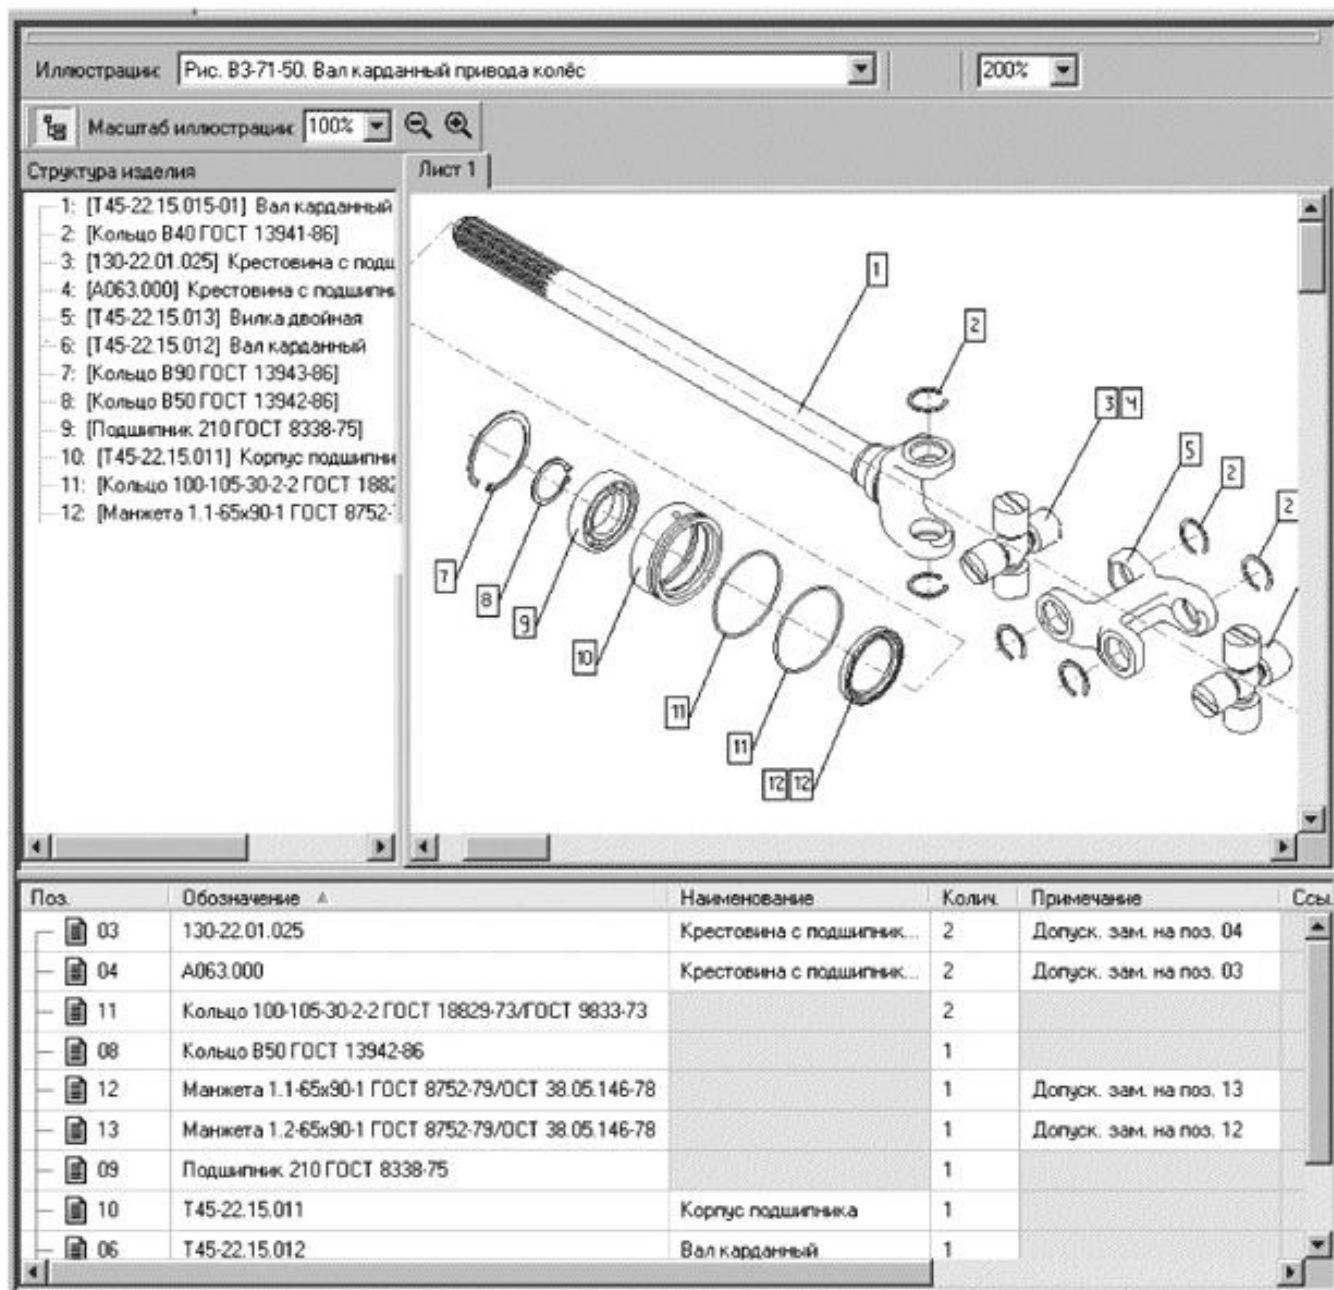 Иллюстрации: Рис. В3-71-50. Вал карданный привода колёс 200%
Масштаб иллюстрации: 100%
Структура изделия
Лист 1
1: [Т45-22.15.015-01] Вал карданный
2: [Кольцо В40 ГОСТ 13941-86]
3: [130-22.01.025] Крестовина с подш
4: [А063.000] Крестовина с подшипн
5: [Т45-22.15.013] Вилка двойная
6: [Т45-22.15.012] Вал карданный
7: [Кольцо В90 ГОСТ 13943-86]
8: [Кольцо В50 ГОСТ 13942-86]
9: [Подшипник 210 ГОСТ 8338-75]
10: [Т45-22.15.011] Корпус подшипни
11: [Кольцо 100-105-30-2-2 ГОСТ 1882
12: [Манжета 1.1-65х90-1 ГОСТ 8752-7
1
2
3 4
5
2
2
7
8
9
10
11
11
12 12
Поз. Обозначение Наименование Колич. Примечание Ссы
03 130-22.01.025 Крестовина с подшипник... 2 Допуск. зам. на поз. 04
04 А063.000 Крестовина с подшипник... 2 Допуск. зам. на поз. 03
11 Кольцо 100-105-30-2-2 ГОСТ 18829-73/ГОСТ 9833-73 2
08 Кольцо В50 ГОСТ 13942-86 1
12 Манжета 1.1-65х90-1 ГОСТ 8752-79/ОСТ 38.05.146-78 1 Допуск. зам. на поз. 13
13 Манжета 1.2-65х90-1 ГОСТ 8752-79/ОСТ 38.05.146-78 1 Допуск. зам. на поз. 12
09 Подшипник 210 ГОСТ 8338-75 1
10 Т45-22.15.011 Корпус подшипника 1
06 Т45-22.15.012 Вал карданный 1